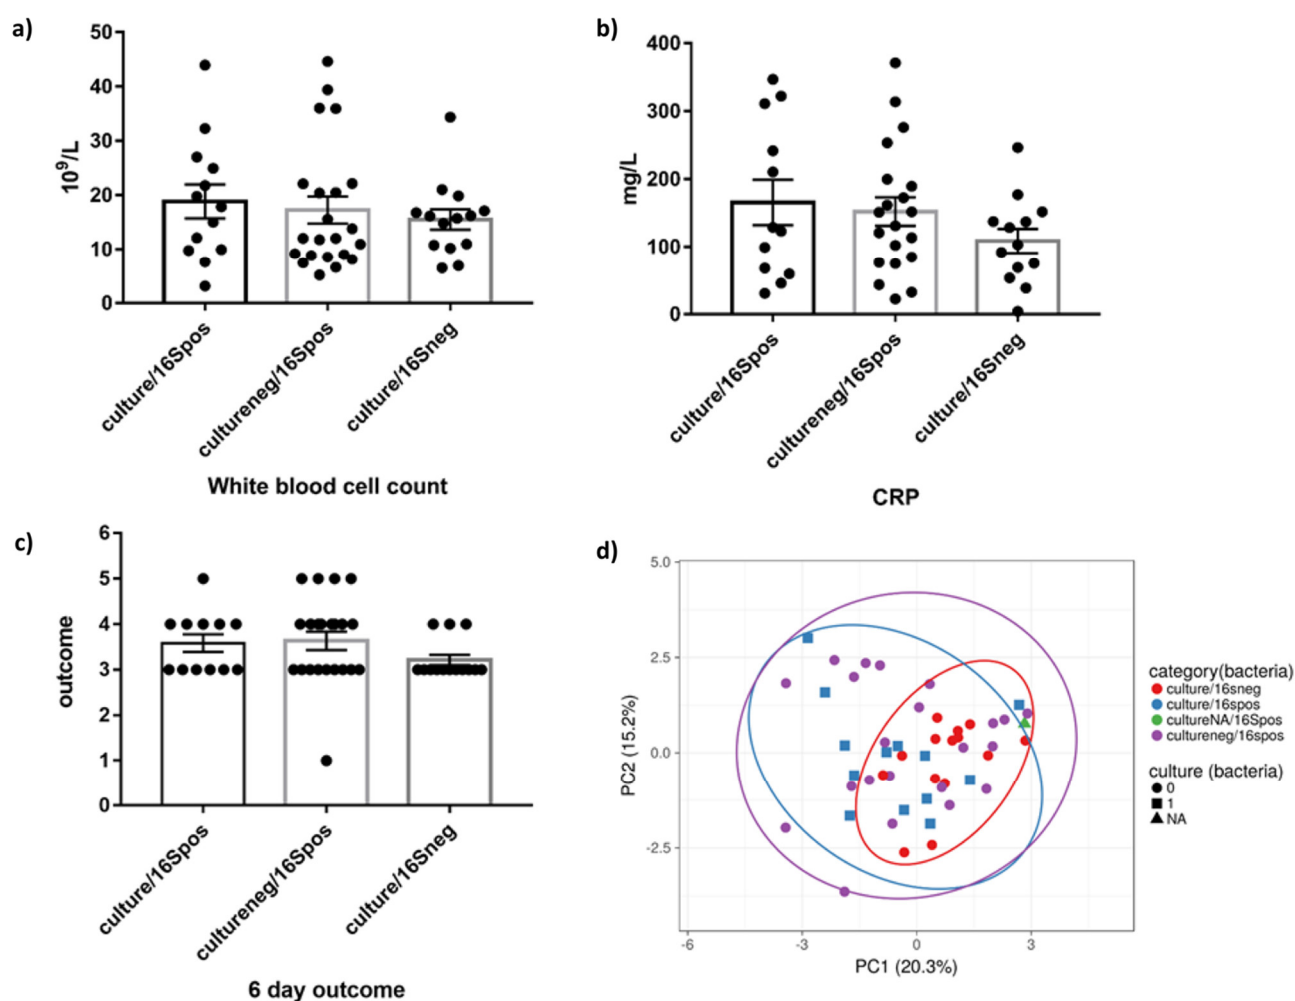 a)
50
40
30
20
10
0
10⁹/L
culture/16Spos
cultureneg/16Spos
culture/16Sneg
White blood cell count
b)
400
300
200
100
0
mg/L
culture/16Spos
cultureneg/16Spos
culture/16Sneg
CRP
c)
6
5
4
3
2
1
0
outcome
culture/16Spos
cultureneg/16Spos
culture/16Sneg
6 day outcome
d)
5.0
2.5
0.0
-2.5
PC2 (15.2%)
-6 -3 0 3
PC1 (20.3%)
category(bacteria)
culture/16sneg
culture/16spos
cultureNA/16Spos
cultureneg/16spos
culture (bacteria)
0
1
NA